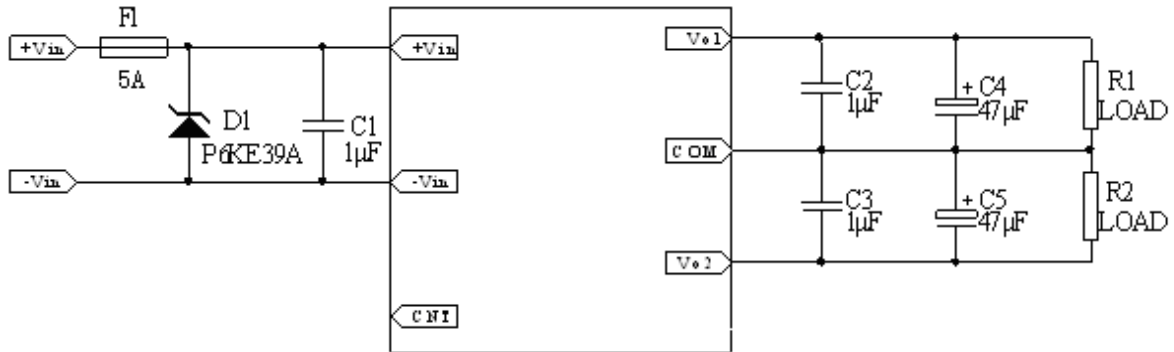 F1
+Vin
5A
D1
P6KE39A
C1
1μF
-Vin
+Vin
-Vin
CNT
Vo1
COM
Vo2
C2
1μF
C3
1μF
+
C4
47μF
+
C5
47μF
R1
LOAD
R2
LOAD